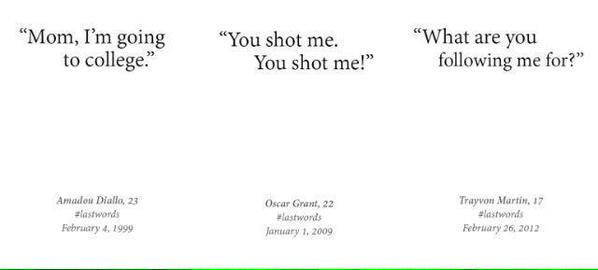 “Mom, I’m going
to college.”
Amadou Diallo, 23
#lastwords
February 4, 1999
“You shot me.
You shot me!”
Oscar Grant, 22
#lastwords
January 1, 2009
“What are you
following me for?”
Trayvon Martin, 17
#lastwords
February 26, 2012